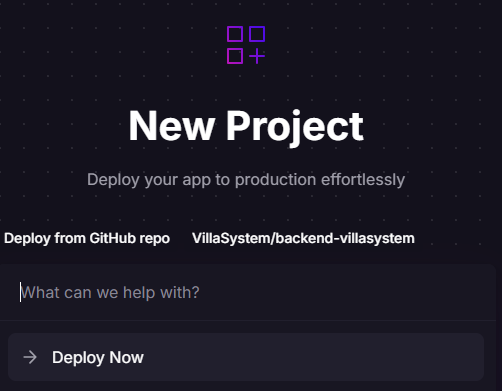 New Project
Deploy your app to production effortlessly
Deploy from GitHub repo VillaSystem/backend-villasystem
What can we help with?
Deploy Now